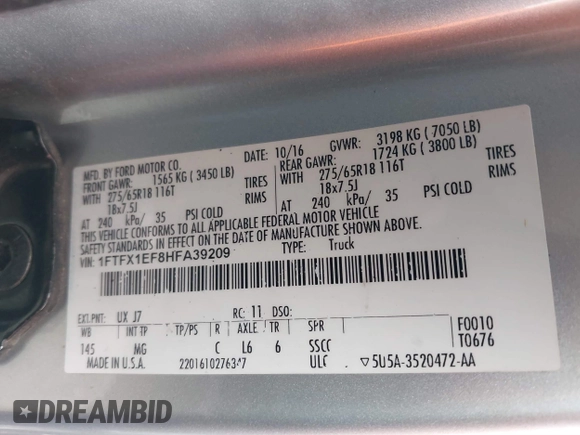 MFD. BY FORD MOTOR CO.
DATE: 10/16 GVWR: 3198 KG ( 7050 LB)
FRONT GAWR: 1565 KG ( 3450 LB) REAR GAWR: 1724 KG ( 3800 LB)
WITH 275/65R18 116T TIRES WITH 275/65R18 116T TIRES
18x7.5J RIMS 18x7.5J RIMS
AT 240 kPa/ 35 PSI COLD AT 240 kPa/ 35 PSI COLD
THIS VEHICLE CONFORMS TO ALL APPLICABLE FEDERAL MOTOR VEHICLE
SAFETY STANDARDS IN EFFECT ON THE DATE OF MANUFACTURE SHOWN ABOVE.
VIN: 1FTFX1EF8HFA39209 TYPE: Truck
EXT.PNT: UX J7 RC: 11 DSO: F0010
WB INT TP TP/PS R AXLE TR SPR T0676
145 MG C L6 6 SSCC
MADE IN U.S.A. ▽5U5A-3520472-AA
DREAMBID